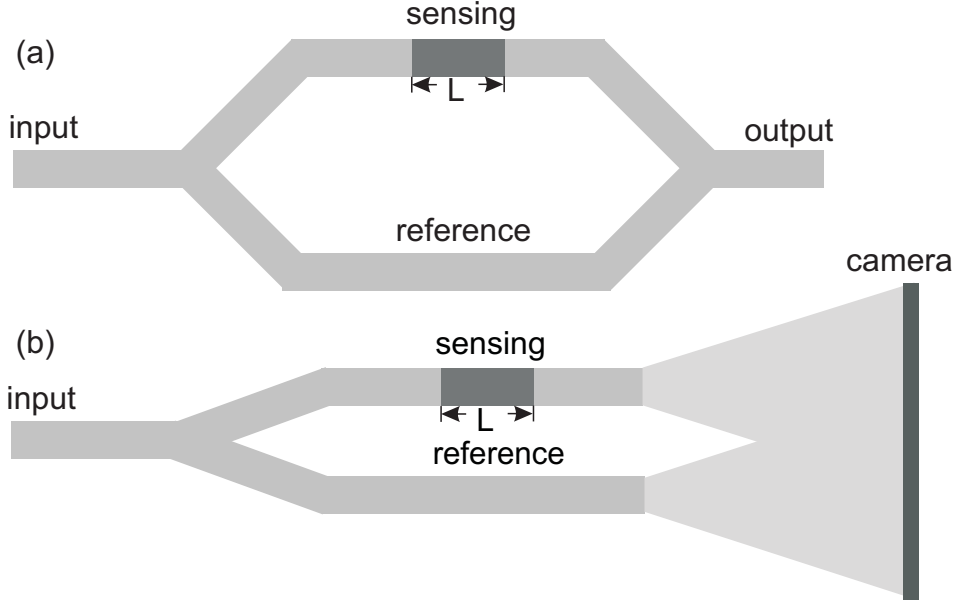 (a)
sensing
L
input
output
reference
camera
(b)
sensing
input
L
reference